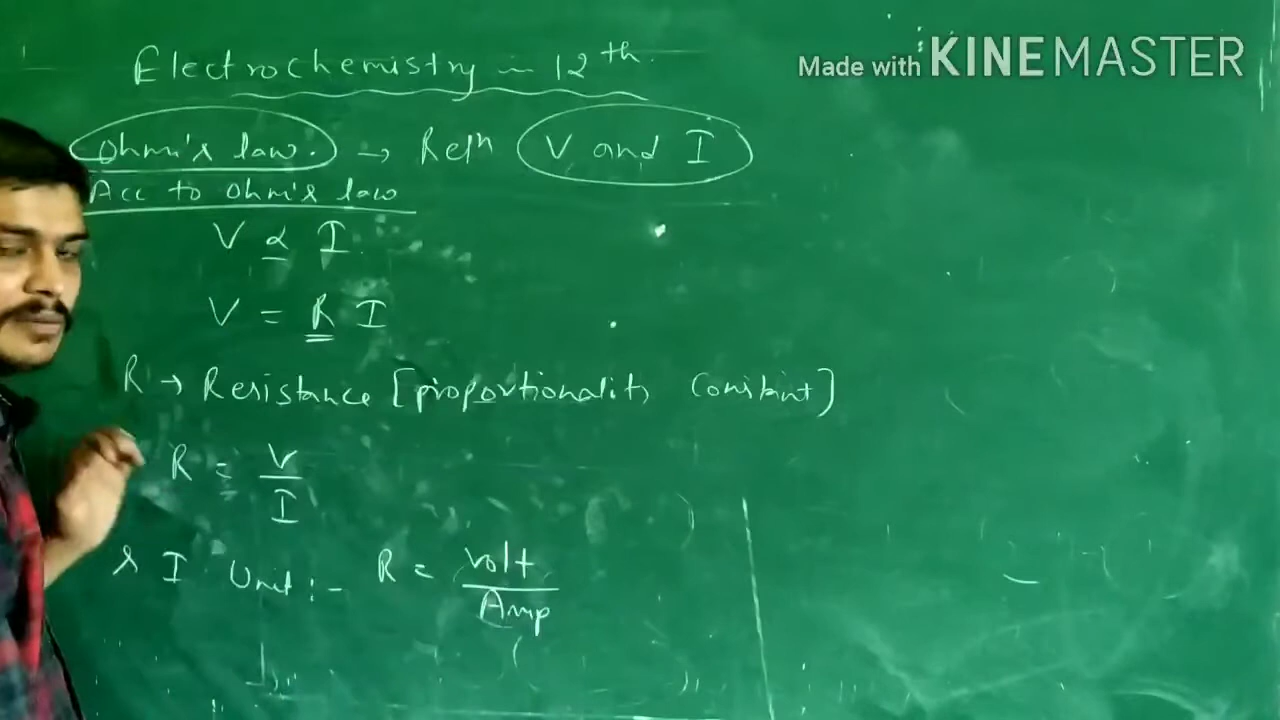 Made with KINEMASTER
Electrochemistry in 12th.
Ohm's law. → Reln V and I
Acc to Ohm's law
V α I
V = R I
R → Resistance [proportionality Constant]
R = V / I
S I Unit :- R = Volt / Amp